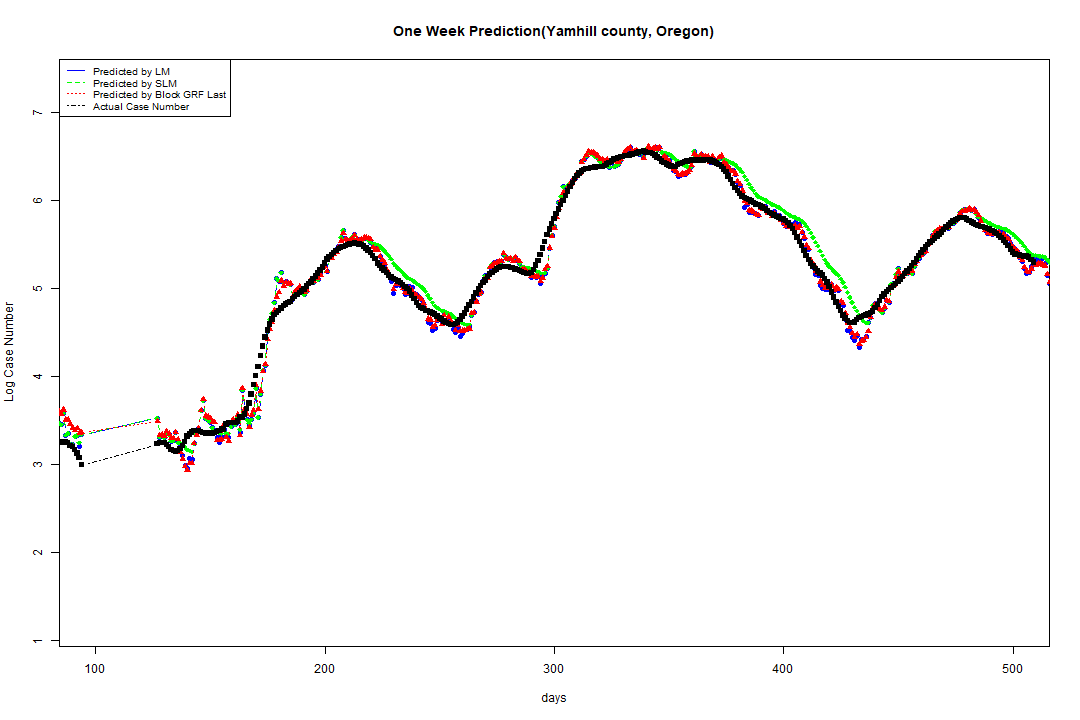 One Week Prediction(Yamhill county, Oregon)
Predicted by LM
Predicted by SLM
Predicted by Block GRF Last
Actual Case Number
7
6
5
4
3
2
1
Log Case Number
100 200 300 400 500
days